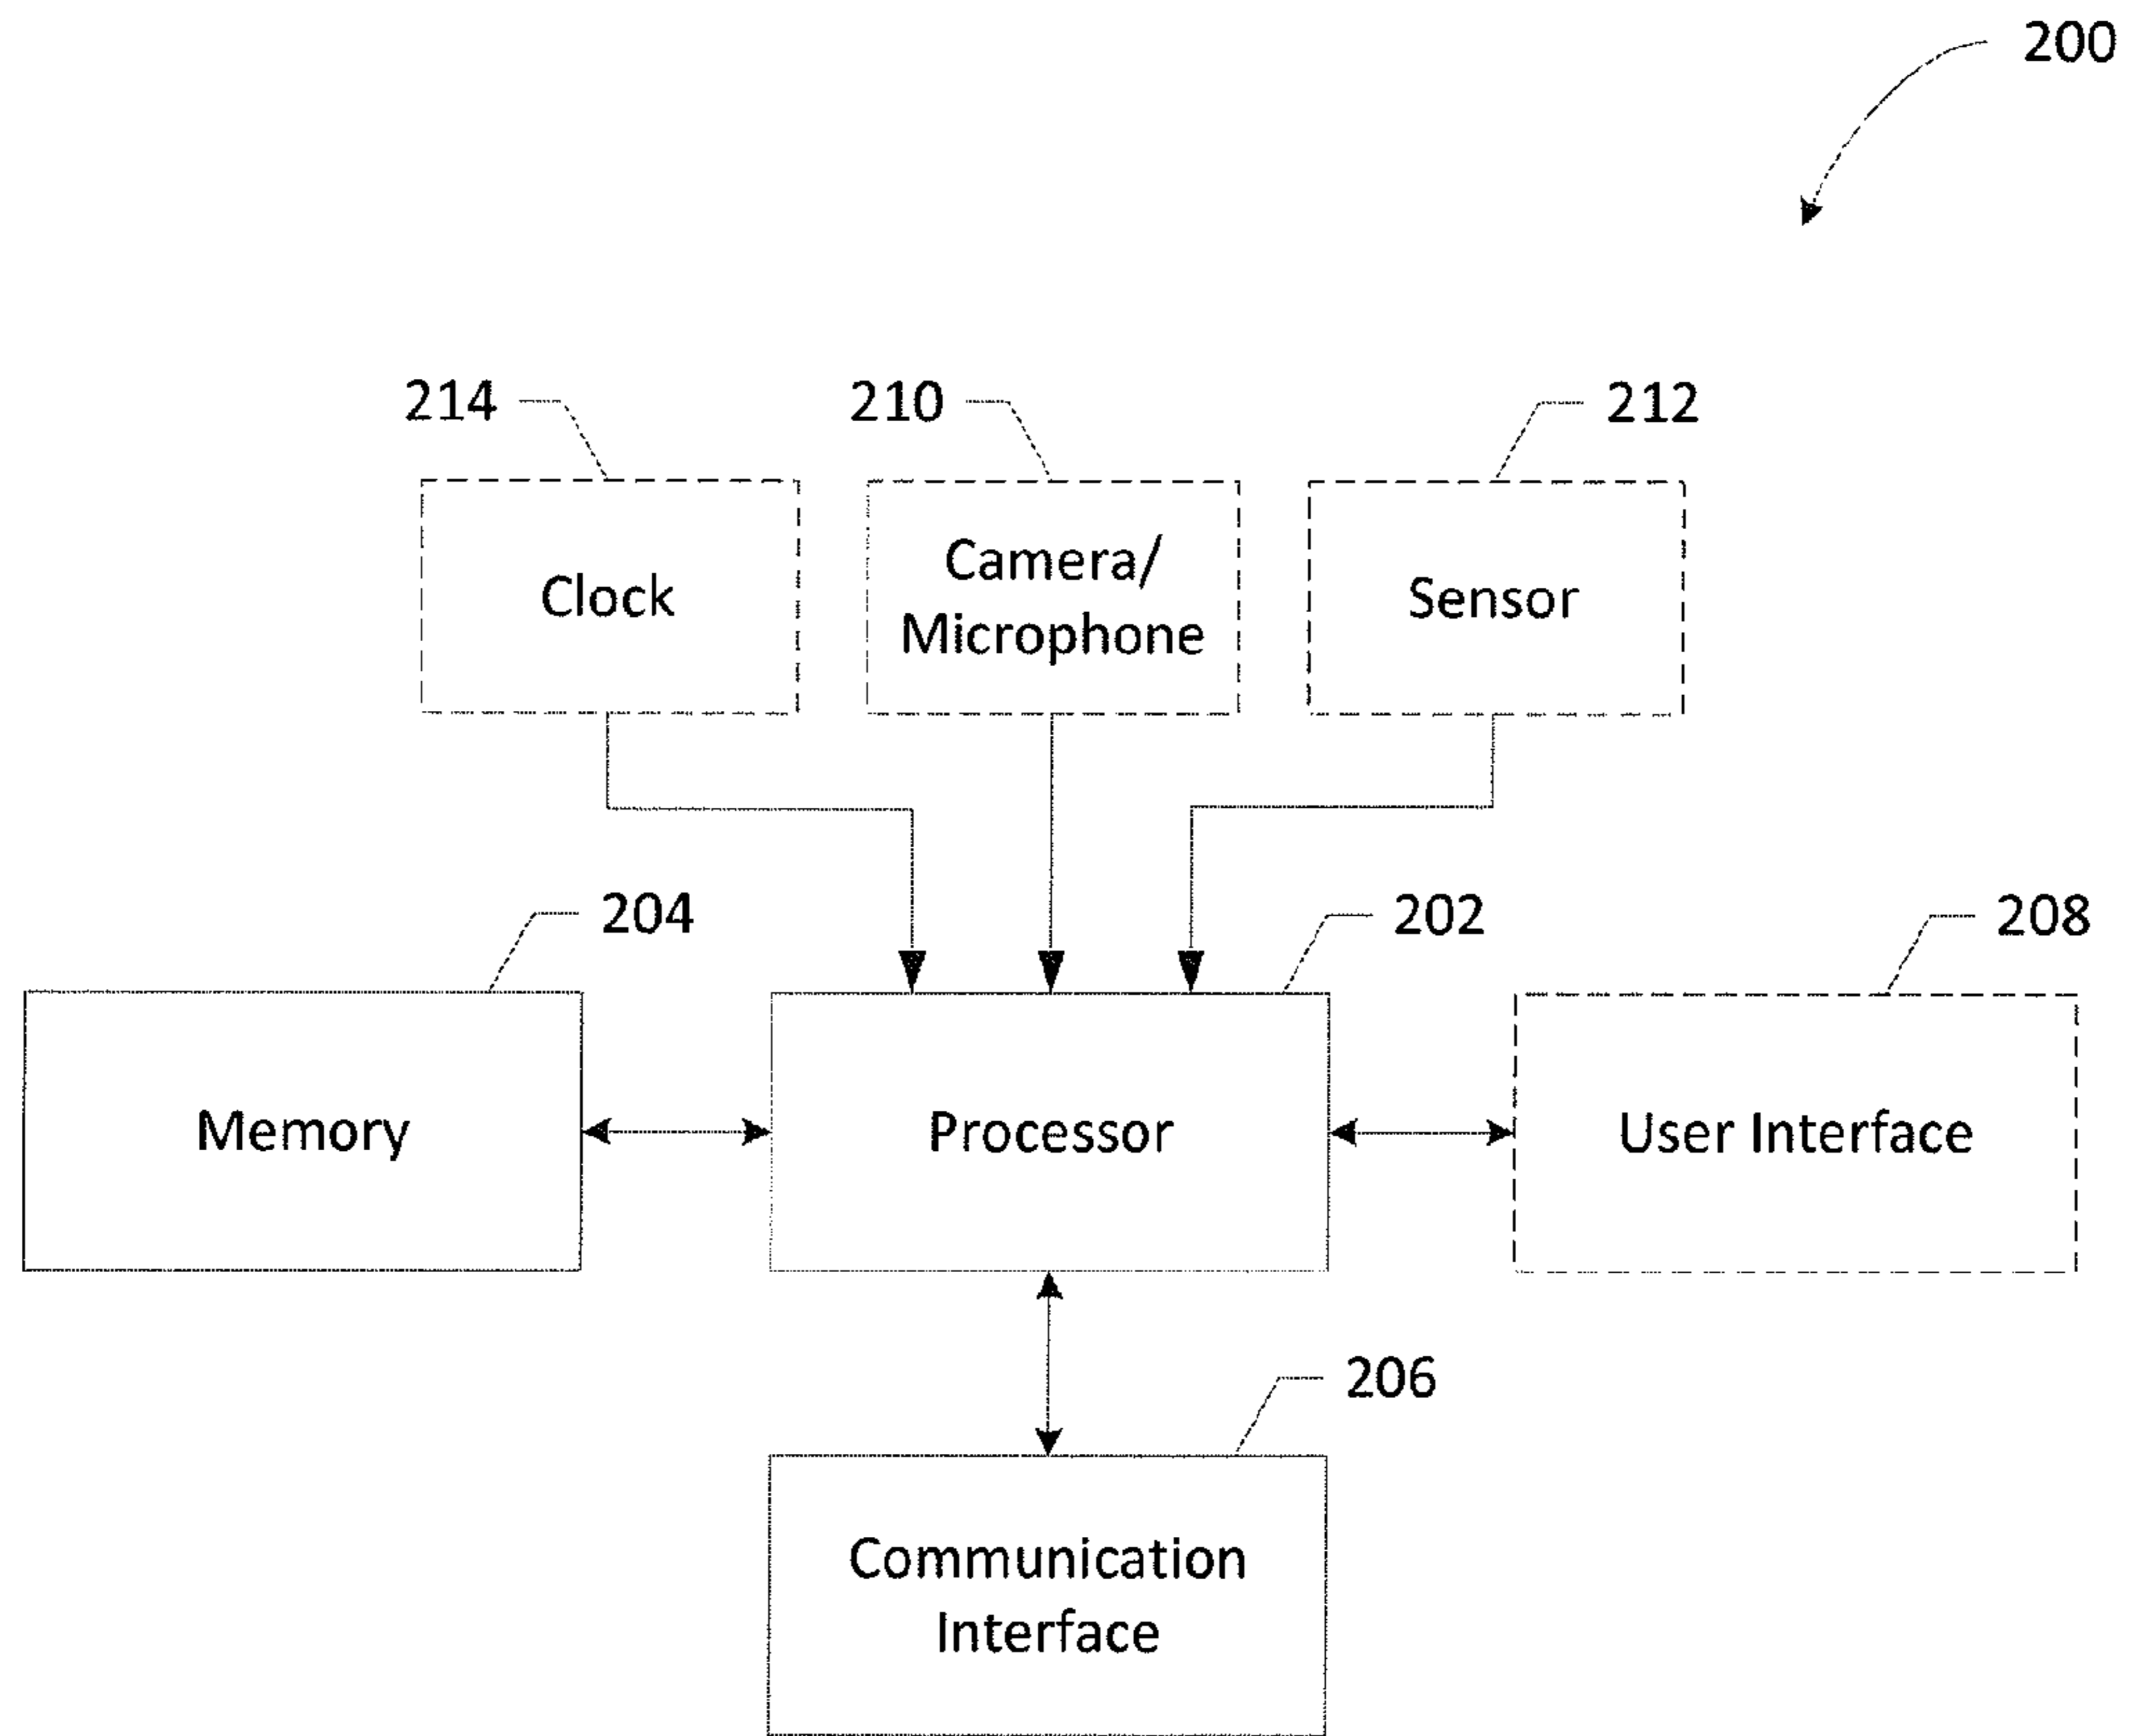 200
214
210
212
Clock
Camera/
Microphone
Sensor
204
202
208
Memory
Processor
User Interface
206
Communication
Interface